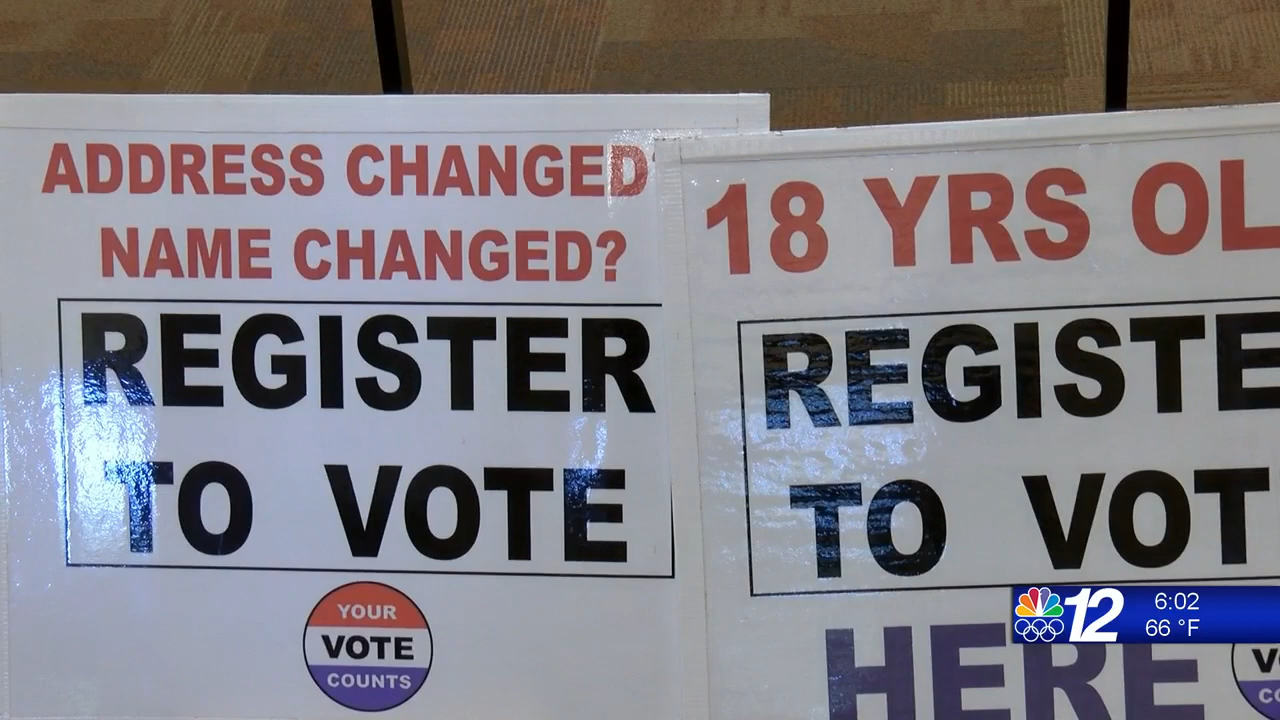 ADDRESS CHANGED
NAME CHANGED?
REGISTER
TO VOTE
YOUR
VOTE
COUNTS
18 YRS OL
REGISTE
TO VOT
HERE
12
6:02
66 °F